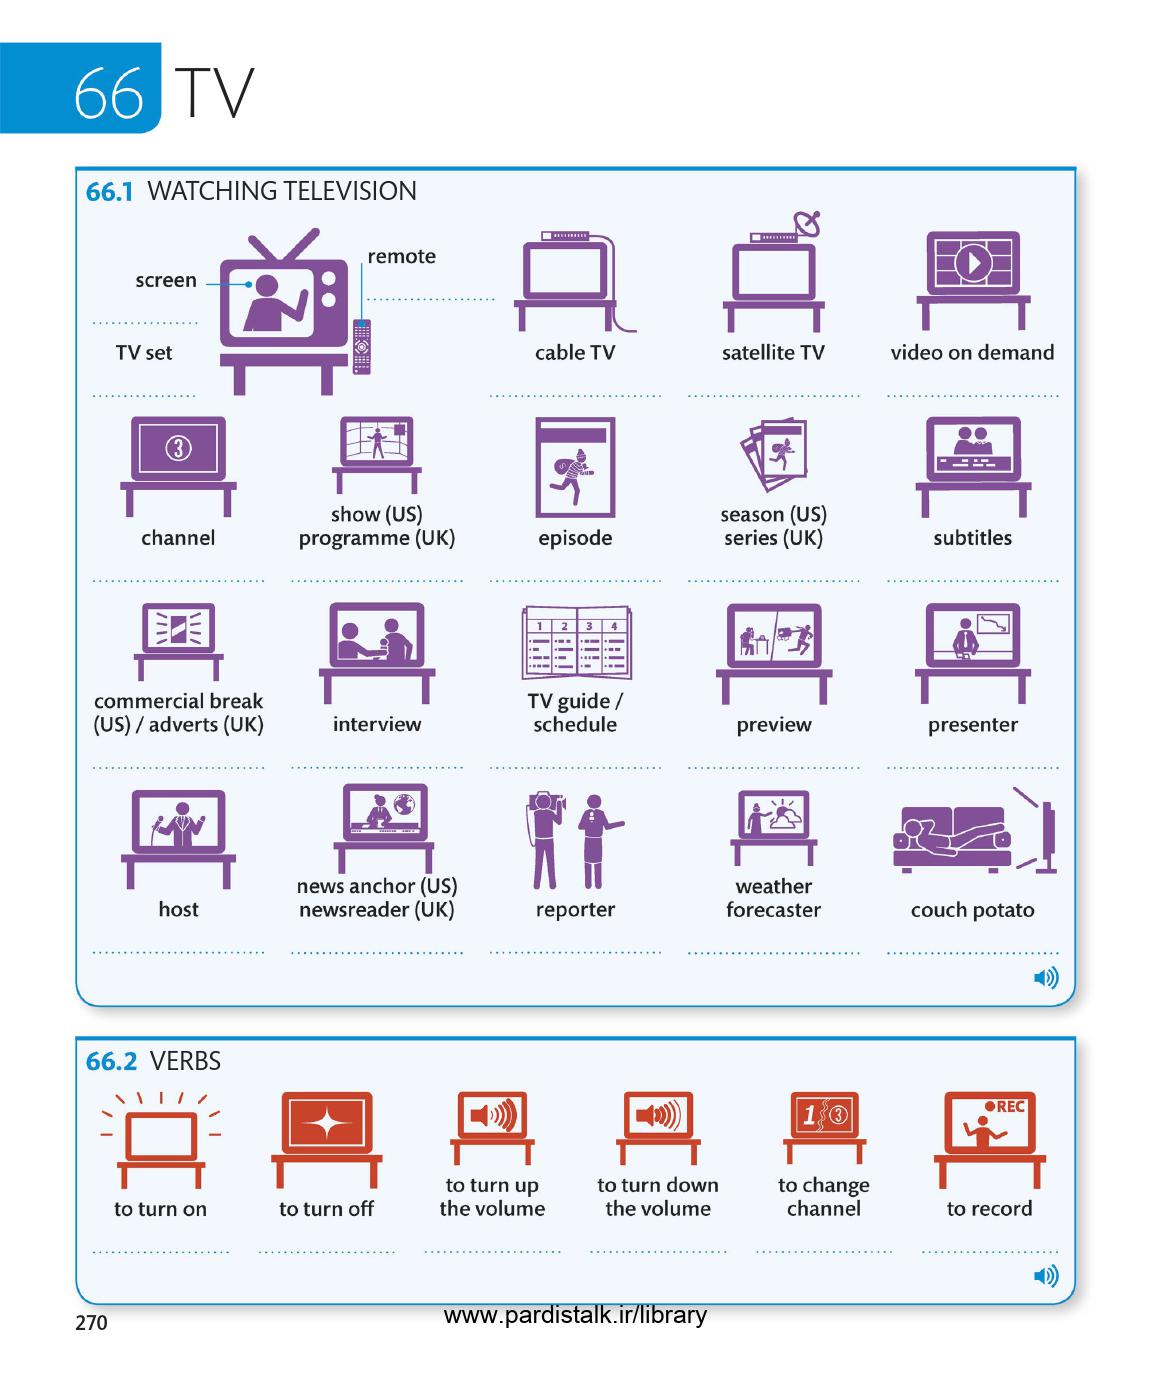 66 TV
66.1 WATCHING TELEVISION
screen
remote
TV set
cable TV
satellite TV
video on demand
3
channel
show (US)
programme (UK)
episode
season (US)
series (UK)
subtitles
commercial break
(US) / adverts (UK)
interview
1 2 3 4
TV guide /
schedule
preview
presenter
host
news anchor (US)
newsreader (UK)
reporter
weather
forecaster
couch potato
66.2 VERBS
to turn on
to turn off
to turn up
the volume
to turn down
the volume
1 3
to change
channel
REC
to record
270
www.pardistalk.ir/library